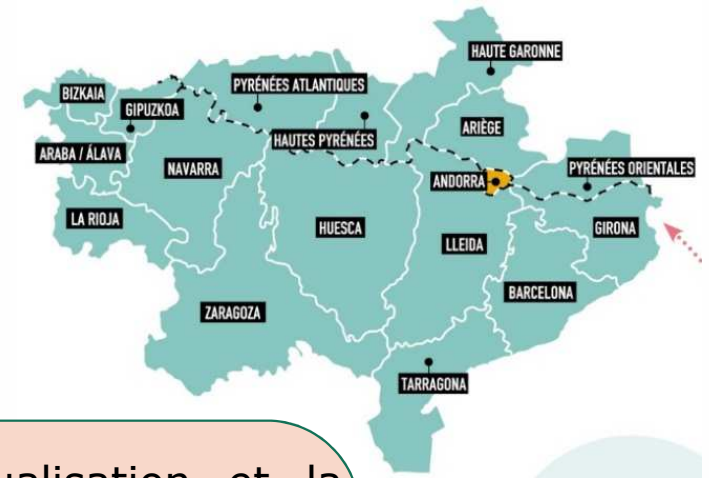 HAUTE GARONNE
PYRÉNÉES ATLANTIQUES
BIZKAIA
GIPUZKOA
ARIÈGE
HAUTES PYRÉNÉES
ARABA / ÁLAVA
NAVARRA
PYRÉNÉES ORIENTALES
ANDORRA
LA RIOJA
HUESCA
LLEIDA
GIRONA
BARCELONA
ZARAGOZA
TARRAGONA
ualisation et la